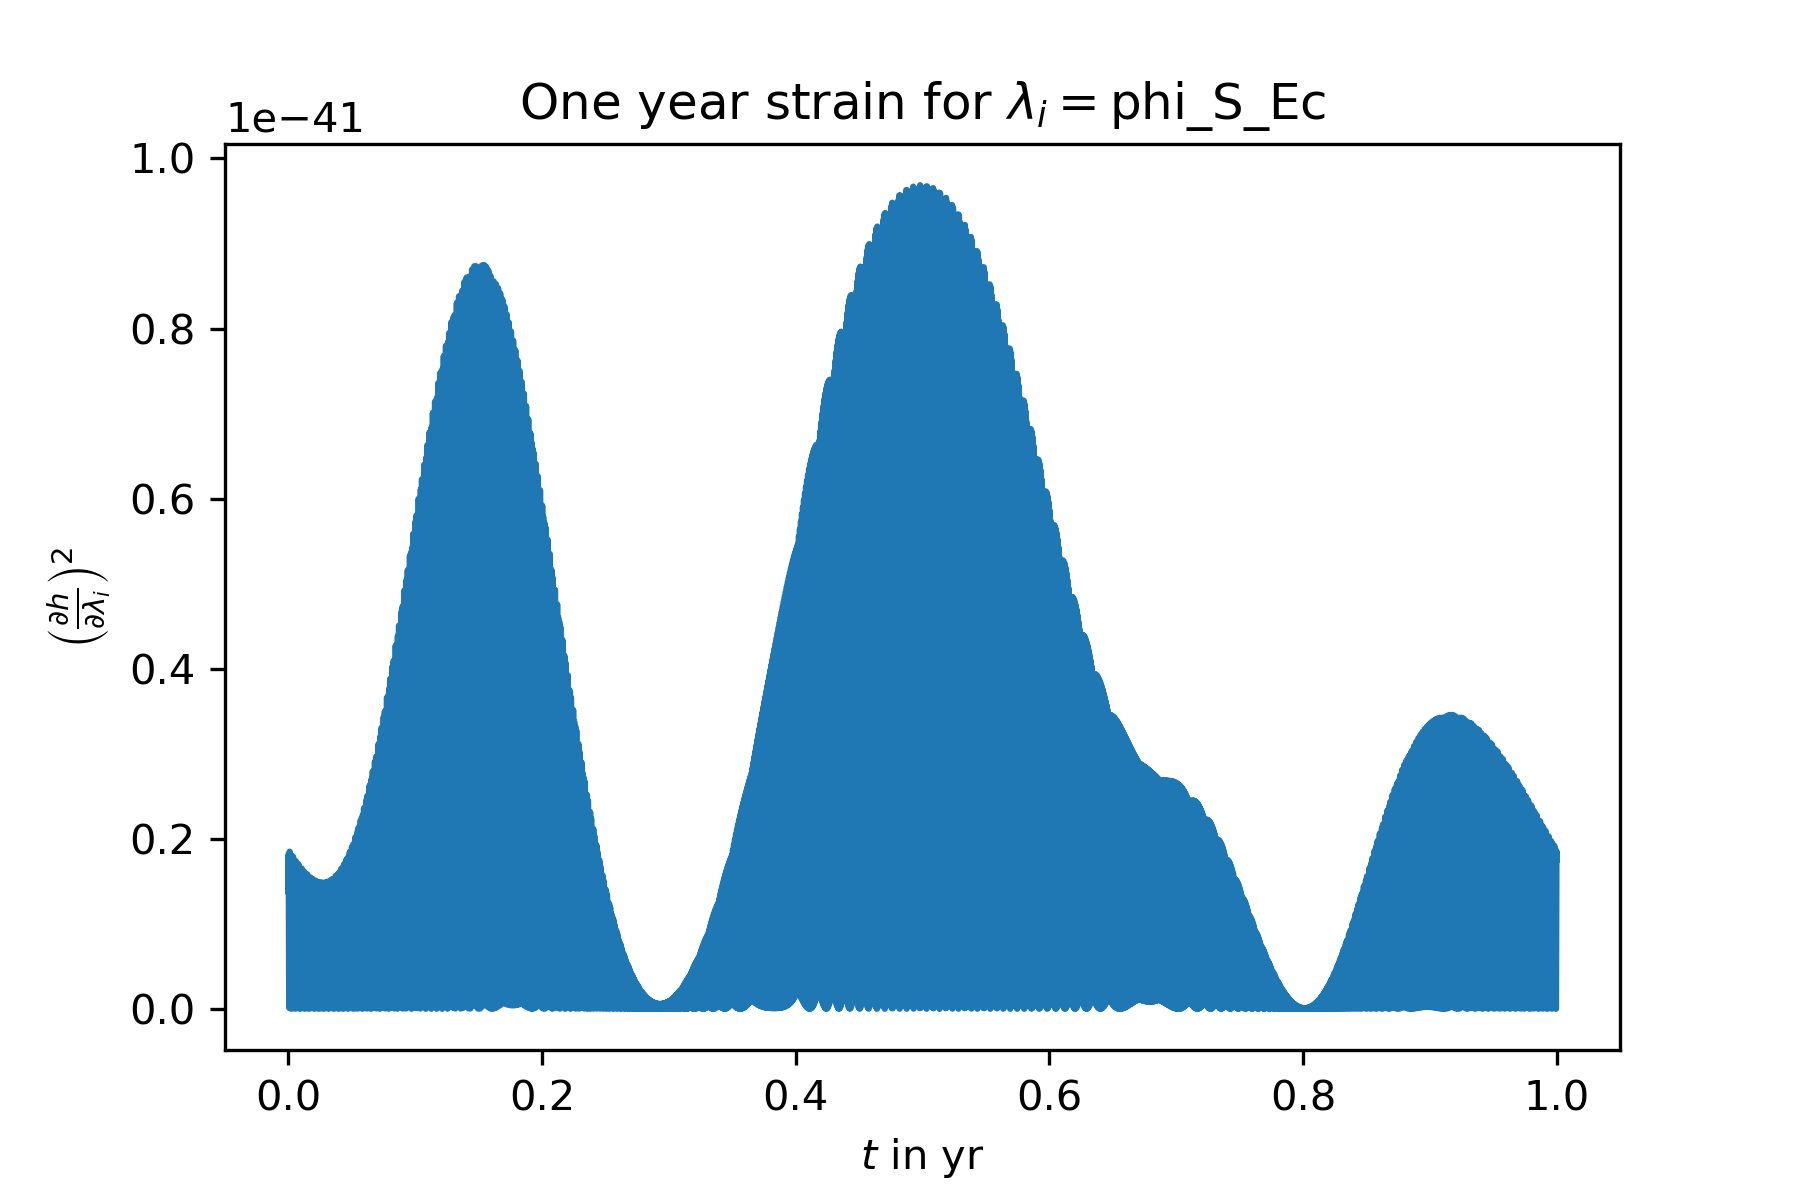 One year strain for λᵢ = phi_S_Ec
1e−41
1.0
0.8
0.6
0.4
0.2
0.0
(∂h/∂λᵢ)²
0.0 0.2 0.4 0.6 0.8 1.0
t in yr